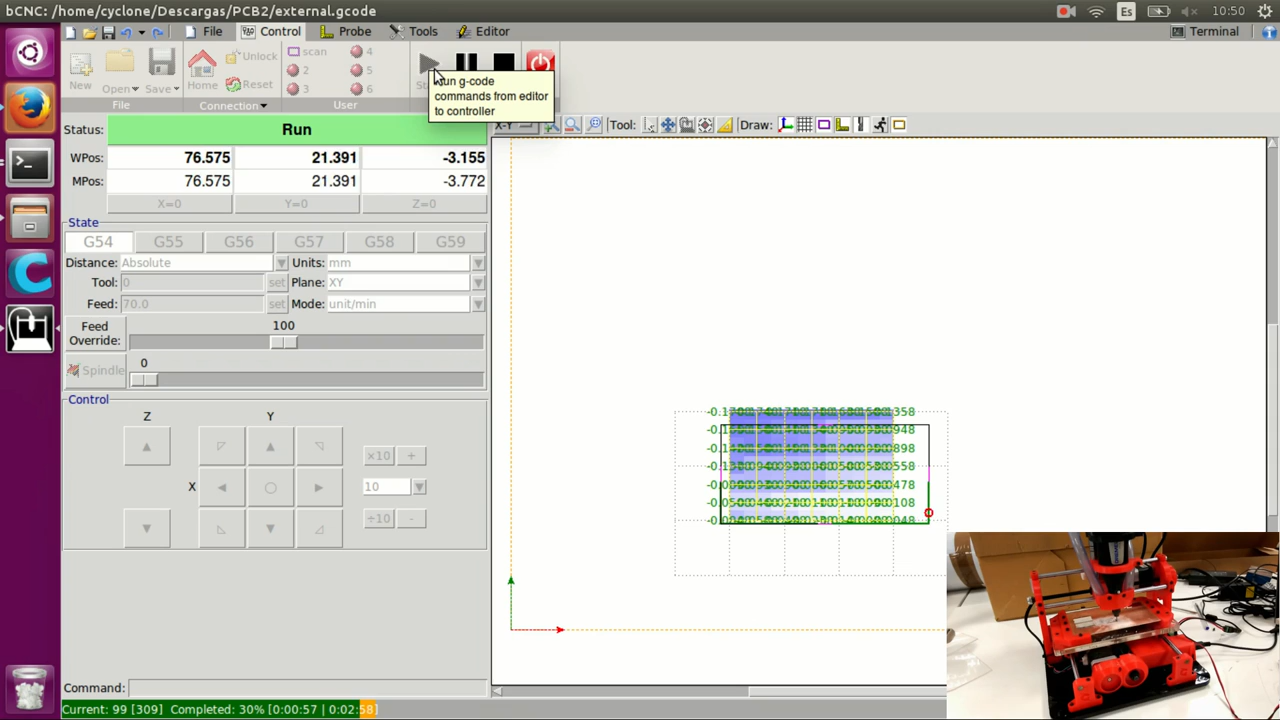 bCNC: /home/cyclone/Descargas/PCB2/external.gcode
Es
10:50
File
Control
Probe
Tools
Editor
Terminal
New
Open
Save
Home
Unlock
Reset
scan
2
3
4
5
6
File
Connection
User
Run g-code
commands from editor
to controller
Status:
Run
X-Y
Tool:
Draw:
WPos:
76.575
21.391
-3.155
MPos:
76.575
21.391
-3.772
X=0
Y=0
Z=0
State
G54
G55
G56
G57
G58
G59
Distance:
Absolute
Units:
mm
Tool:
0
set
Plane:
XY
Feed:
70.0
set
Mode:
unit/min
Feed
Override:
100
Spindle
0
Control
Z
Y
X
×10
+
10
÷10
-
Command:
Current: 99 [309] Completed: 30% [0:00:57 | 0:02:58]